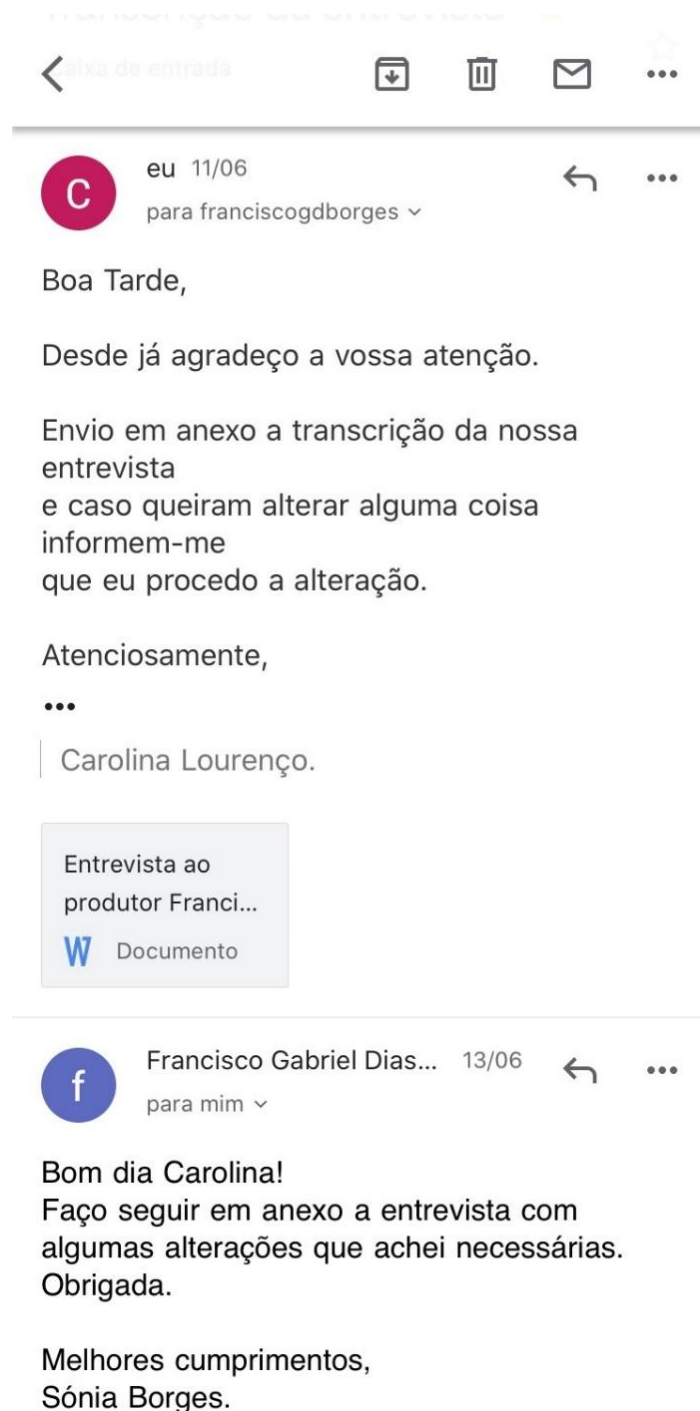 Caixa de entrada
C
eu 11/06
para franciscogdborges
Boa Tarde,
Desde já agradeço a vossa atenção.
Envio em anexo a transcrição da nossa
entrevista
e caso queiram alterar alguma coisa
informem-me
que eu procedo a alteração.
Atenciosamente,
•••
Carolina Lourenço.
Entrevista ao
produtor Franci...
W Documento
f
Francisco Gabriel Dias... 13/06
para mim
Bom dia Carolina!
Faço seguir em anexo a entrevista com
algumas alterações que achei necessárias.
Obrigada.
Melhores cumprimentos,
Sónia Borges.